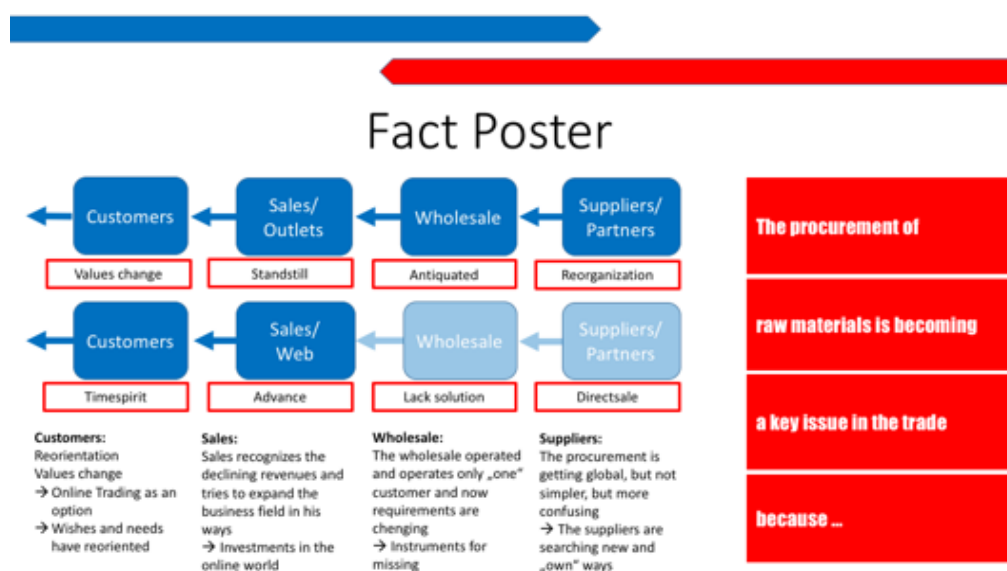 Fact Poster
Customers
Sales/
Outlets
Wholesale
Suppliers/
Partners
Values change
Standstill
Antiquated
Reorganization
Customers
Sales/
Web
Wholesale
Suppliers/
Partners
Timespirit
Advance
Lack solution
Directsale
Customers:
Reorientation
Values change
→ Online Trading as an
option
→ Wishes and needs
have reoriented
Sales:
Sales recognizes the
declining revenues and
tries to expand the
business field in his
ways
→ Investments in the
online world
Wholesale:
The wholesale operated
and operates only „one“
customer and now
requirements are
chenging
→ Instruments for
missing
Suppliers:
The procurement is
getting global, but not
simpler, but more
confusing
→ The suppliers are
searching new and
„own“ ways
The procurement of
raw materials is becoming
a key issue in the trade
because ...